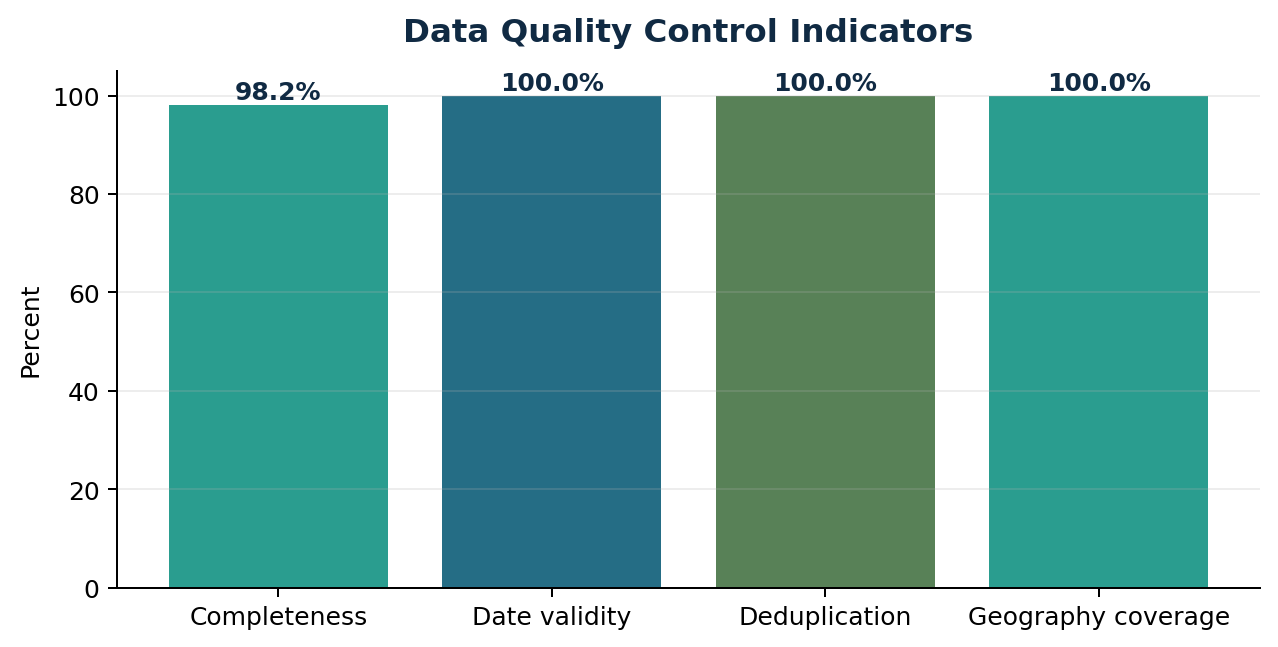 Data Quality Control Indicators
98.2%
100.0%
100.0%
100.0%
100
80
60
40
20
0
Percent
Completeness
Date validity
Deduplication
Geography coverage